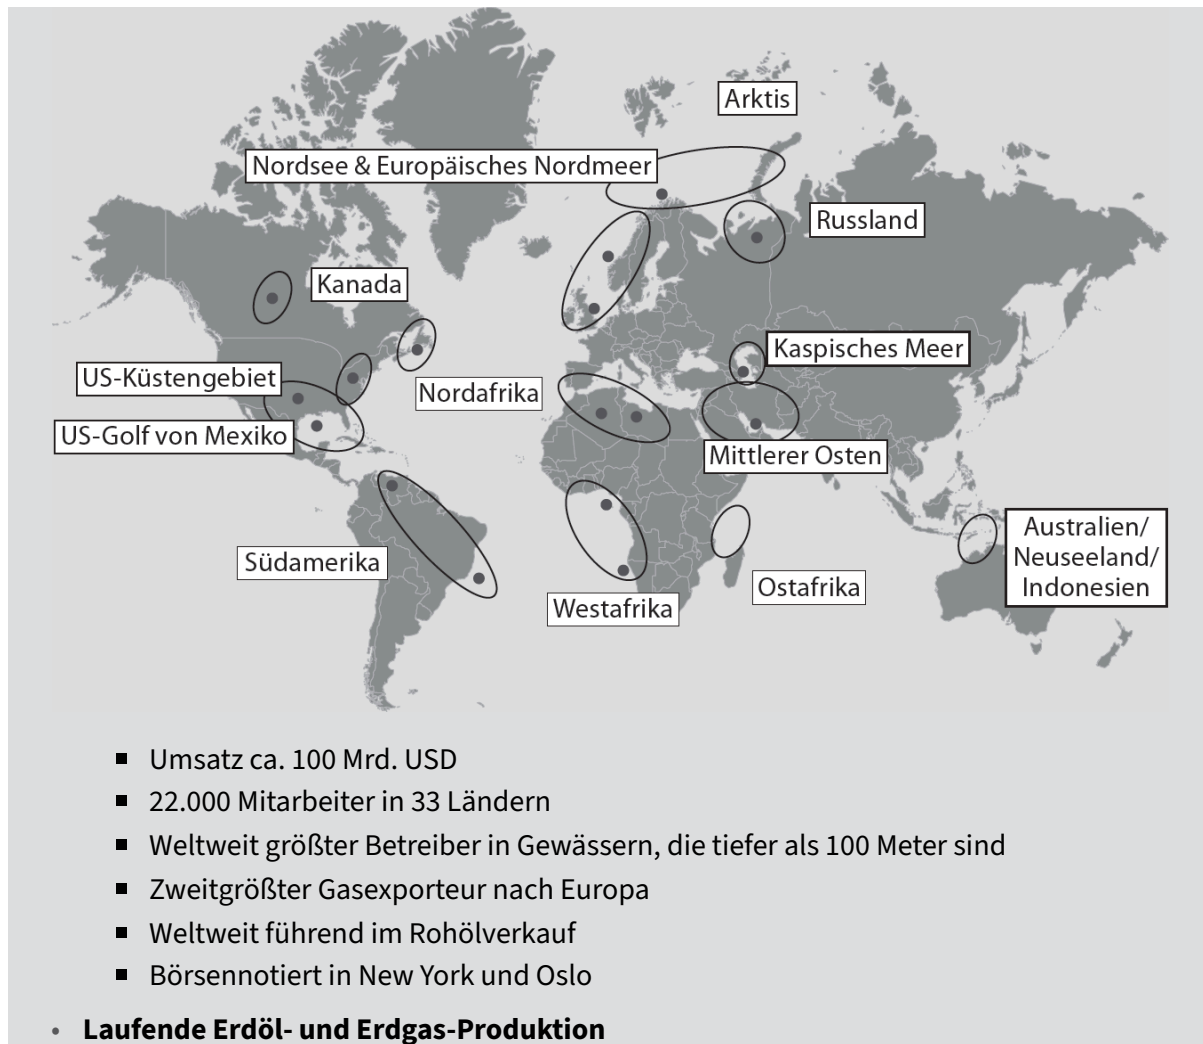 Arktis
Nordsee & Europäisches Nordmeer
Russland
Kanada
Kaspisches Meer
US-Küstengebiet
Nordafrika
US-Golf von Mexiko
Mittlerer Osten
Australien/
Neuseeland/
Indonesien
Südamerika
Ostafrika
Westafrika
▪ Umsatz ca. 100 Mrd. USD
▪ 22.000 Mitarbeiter in 33 Ländern
▪ Weltweit größter Betreiber in Gewässern, die tiefer als 100 Meter sind
▪ Zweitgrößter Gasexporteur nach Europa
▪ Weltweit führend im Rohölverkauf
▪ Börsennotiert in New York und Oslo
• Laufende Erdöl- und Erdgas-Produktion